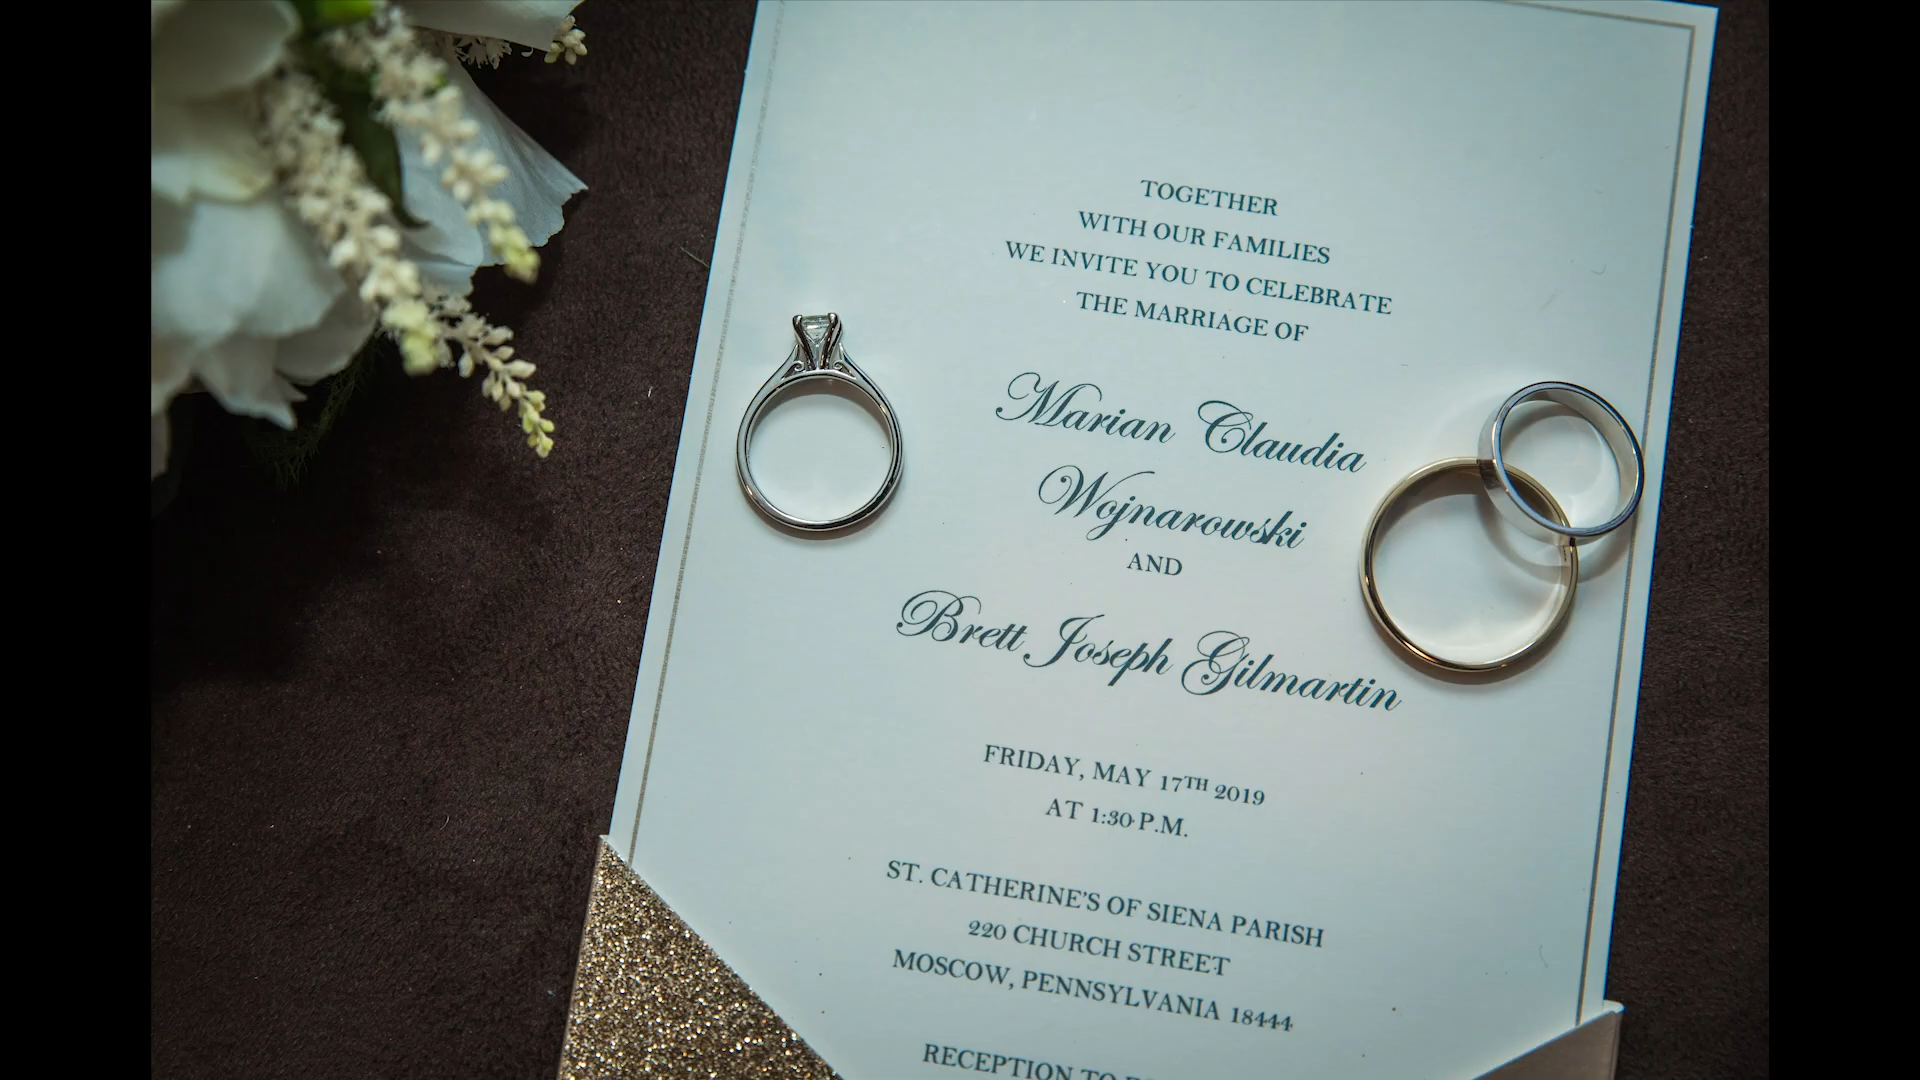 TOGETHER
WITH OUR FAMILIES
WE INVITE YOU TO CELEBRATE
THE MARRIAGE OF
Marian Claudia
Wojnarowski
AND
Brett Joseph Gilmartin
FRIDAY, MAY 17TH 2019
AT 1:30 P.M.
ST. CATHERINE'S OF SIENA PARISH
220 CHURCH STREET
MOSCOW, PENNSYLVANIA 18444
RECEPTION TO